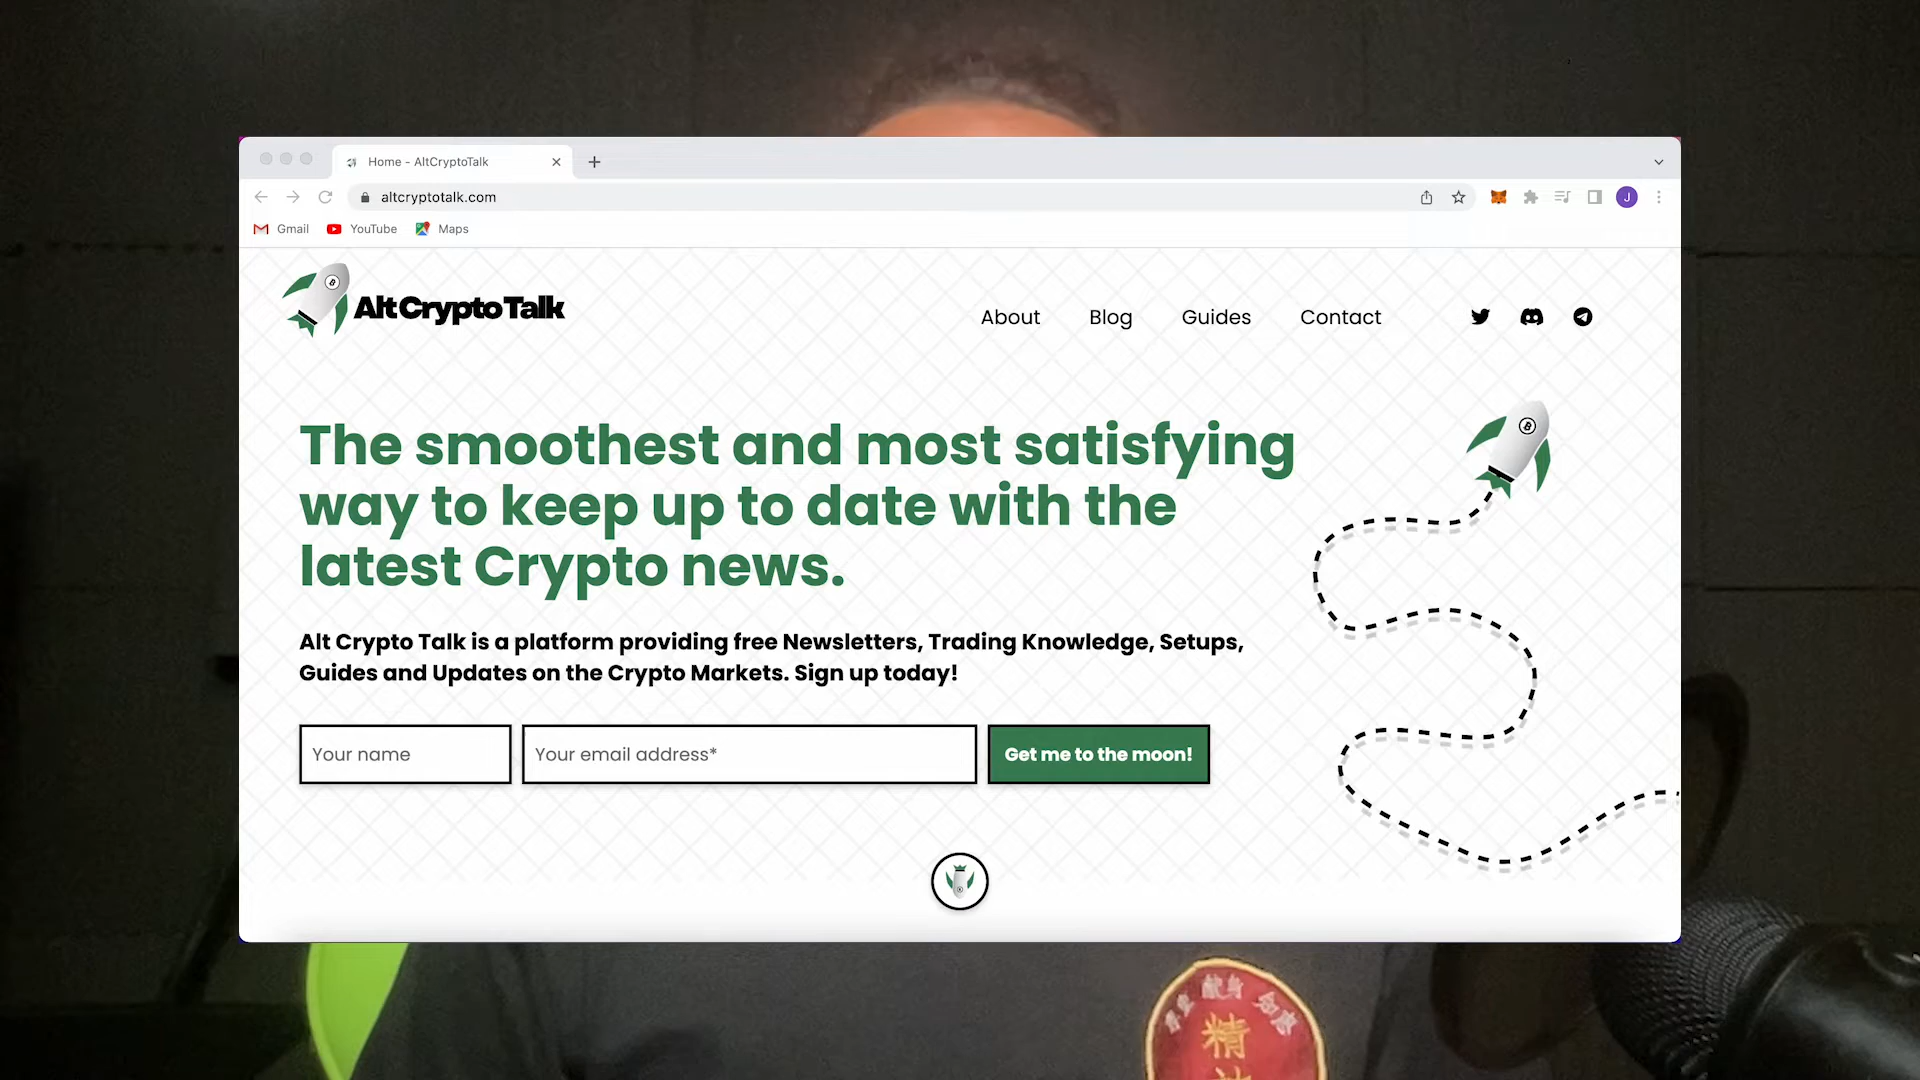 Home - AltCryptoTalk
altcryptotalk.com
J
Gmail
YouTube
Maps
Alt Crypto Talk
About
Blog
Guides
Contact
The smoothest and most satisfying
way to keep up to date with the
latest Crypto news.
Alt Crypto Talk is a platform providing free Newsletters, Trading Knowledge, Setups,
Guides and Updates on the Crypto Markets. Sign up today!
Your name
Your email address*
Get me to the moon!
精